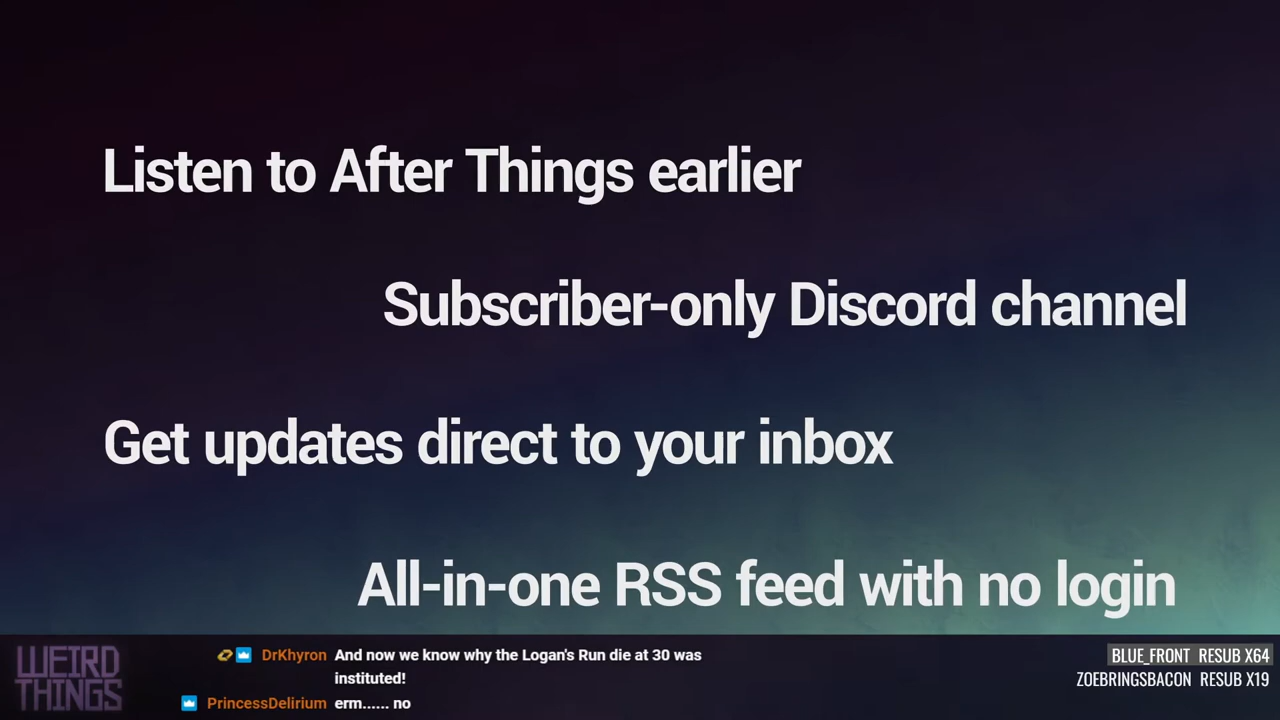 Listen to After Things earlier
Subscriber-only Discord channel
Get updates direct to your inbox
All-in-one RSS feed with no login
WEIRD
THINGS
DrKhyron And now we know why the Logan's Run die at 30 was
instituted!
PrincessDelirium erm...... no
BLUE_FRONT RESUB X64
ZOEBRINGSBACON RESUB X19